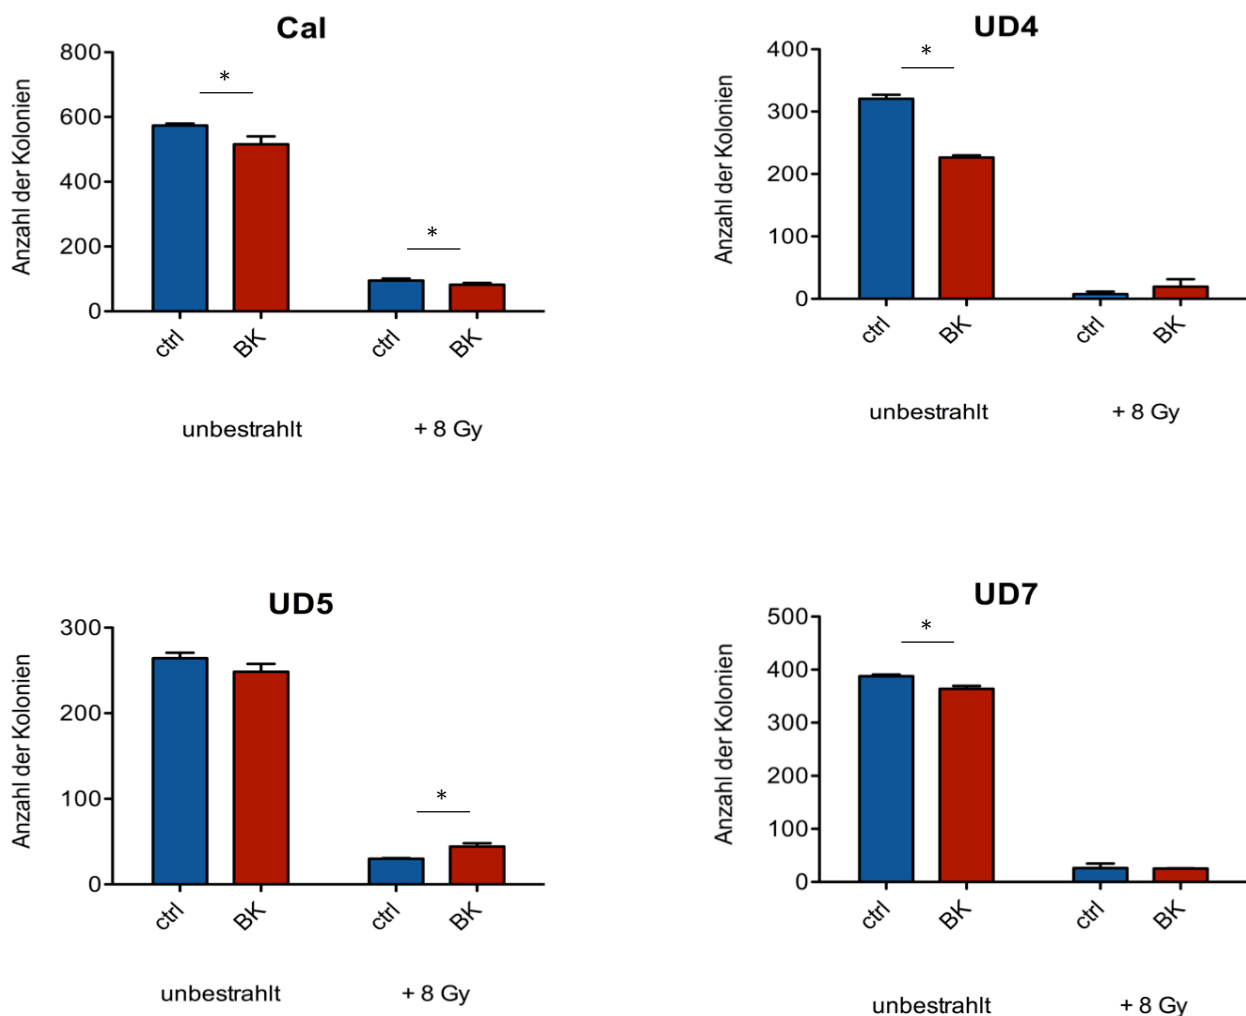 Cal
Anzahl der Kolonien
800
600
400
200
0
*
*
ctrl
BK
ctrl
BK
unbestrahlt
+ 8 Gy
UD4
Anzahl der Kolonien
400
300
200
100
0
*
ctrl
BK
ctrl
BK
unbestrahlt
+ 8 Gy
UD5
Anzahl der Kolonien
300
200
100
0
*
ctrl
BK
ctrl
BK
unbestrahlt
+ 8 Gy
UD7
Anzahl der Kolonien
500
400
300
200
100
0
*
ctrl
BK
ctrl
BK
unbestrahlt
+ 8 Gy